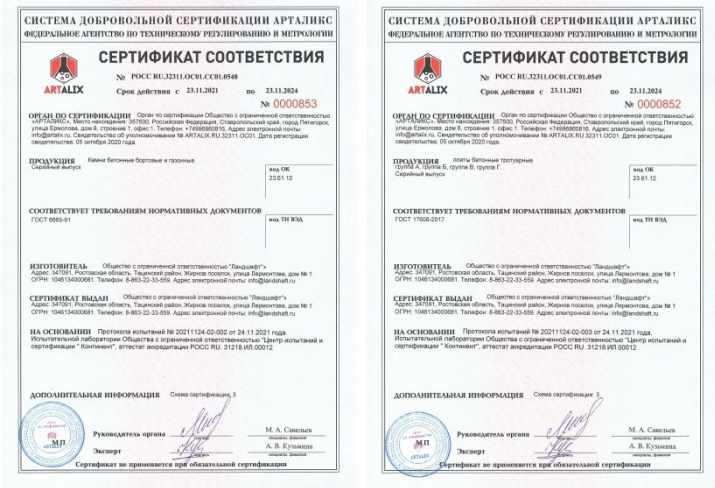 СИСТЕМА ДОБРОВОЛЬНОЙ СЕРТИФИКАЦИИ АРТАЛИКС
ФЕДЕРАЛЬНОЕ АГЕНТСТВО ПО ТЕХНИЧЕСКОМУ РЕГУЛИРОВАНИЮ И МЕТРОЛОГИИ
ARTALIX
СЕРТИФИКАТ СООТВЕТСТВИЯ
№ РОСС RU.32311.ОС01.СС01.0548
Срок действия с 23.11.2021 по 23.11.2024
№ 0000853
ОРГАН ПО СЕРТИФИКАЦИИ Орган по сертификации Общество с ограниченной ответственностью
«АРТАЛИКС», Место нахождения: 357500, Российская Федерация, Ставропольский край, город Пятигорск,
улица Ермолова, дом 6, строение 1, офис 1. Телефон: +74996860816, Адрес электронной почты:
info@artalix.ru, Свидетельство об уполномочивании № ARTALIX.RU.32311.ОС01. Дата регистрации
свидетельства: 05 октября 2020 года.
ПРОДУКЦИЯ Камни бетонные бортовые и газонные
Серийный выпуск
код ОК
23.61.12
СООТВЕТСТВУЕТ ТРЕБОВАНИЯМ НОРМАТИВНЫХ ДОКУМЕНТОВ
ГОСТ 6665-91
код ТН ВЭД
ИЗГОТОВИТЕЛЬ Общество с ограниченной ответственностью "Ландшафт"
Адрес: 347091, Ростовская область, Тацинский район, Жирнов поселок, улица Лермонтова, дом № 1
ОГРН: 1046134000681. Телефон: 8-863-22-33-559. Адрес электронной почты: info@landshaft.ru
СЕРТИФИКАТ ВЫДАН Общество с ограниченной ответственностью "Ландшафт"
Адрес: 347091, Ростовская область, Тацинский район, Жирнов поселок, улица Лермонтова, дом № 1
ОГРН: 1046134000681. Телефон: 8-863-22-33-559. Адрес электронной почты: info@landshaft.ru
НА ОСНОВАНИИ Протокола испытаний № 20211124-02-002 от 24.11.2021 года.
Испытательной лаборатории Общества с ограниченной ответственностью "Центр испытаний и
сертификации " Континент", аттестат аккредитации РОСС RU. 31218.ИЛ.00012
ДОПОЛНИТЕЛЬНАЯ ИНФОРМАЦИЯ Схема сертификации: 3
МП
ARTALIX
Руководитель органа
подпись
М. А. Савельев
инициалы, фамилия
Эксперт
А. В. Кузьмина
инициалы, фамилия
Сертификат не применяется при обязательной сертификации
СИСТЕМА ДОБРОВОЛЬНОЙ СЕРТИФИКАЦИИ АРТАЛИКС
ФЕДЕРАЛЬНОЕ АГЕНТСТВО ПО ТЕХНИЧЕСКОМУ РЕГУЛИРОВАНИЮ И МЕТРОЛОГИИ
ARTALIX
СЕРТИФИКАТ СООТВЕТСТВИЯ
№ РОСС RU.32311.ОС01.СС01.0549
Срок действия с 23.11.2021 по 23.11.2024
№ 0000852
ОРГАН ПО СЕРТИФИКАЦИИ Орган по сертификации Общество с ограниченной ответственностью
«АРТАЛИКС», Место нахождения: 357500, Российская Федерация, Ставропольский край, город Пятигорск,
улица Ермолова, дом 6, строение 1, офис 1. Телефон: +74996860816, Адрес электронной почты:
info@artalix.ru, Свидетельство об уполномочивании № ARTALIX.RU.32311.ОС01. Дата регистрации
свидетельства: 05 октября 2020 года.
ПРОДУКЦИЯ плиты бетонные тротуарные
группа А, группа Б, группа В, группа Г
Серийный выпуск
код ОК
23.61.12
СООТВЕТСТВУЕТ ТРЕБОВАНИЯМ НОРМАТИВНЫХ ДОКУМЕНТОВ
ГОСТ 17608-2017
код ТН ВЭД
ИЗГОТОВИТЕЛЬ Общество с ограниченной ответственностью "Ландшафт"
Адрес: 347091, Ростовская область, Тацинский район, Жирнов поселок, улица Лермонтова, дом № 1
ОГРН: 1046134000681. Телефон: 8-863-22-33-559. Адрес электронной почты: info@landshaft.ru
СЕРТИФИКАТ ВЫДАН Общество с ограниченной ответственностью "Ландшафт"
Адрес: 347091, Ростовская область, Тацинский район, Жирнов поселок, улица Лермонтова, дом № 1
ОГРН: 1046134000681. Телефон: 8-863-22-33-559. Адрес электронной почты: info@landshaft.ru
НА ОСНОВАНИИ Протокола испытаний № 20211124-02-003 от 24.11.2021 года.
Испытательной лаборатории Общества с ограниченной ответственностью "Центр испытаний и
сертификации " Континент", аттестат аккредитации РОСС RU. 31218.ИЛ.00012
ДОПОЛНИТЕЛЬНАЯ ИНФОРМАЦИЯ Схема сертификации: 3
МП
ARTALIX
Руководитель органа
М. А. Савельев
инициалы, фамилия
Эксперт
А. В. Кузьмина
инициалы, фамилия
Сертификат не применяется при обязательной сертификации